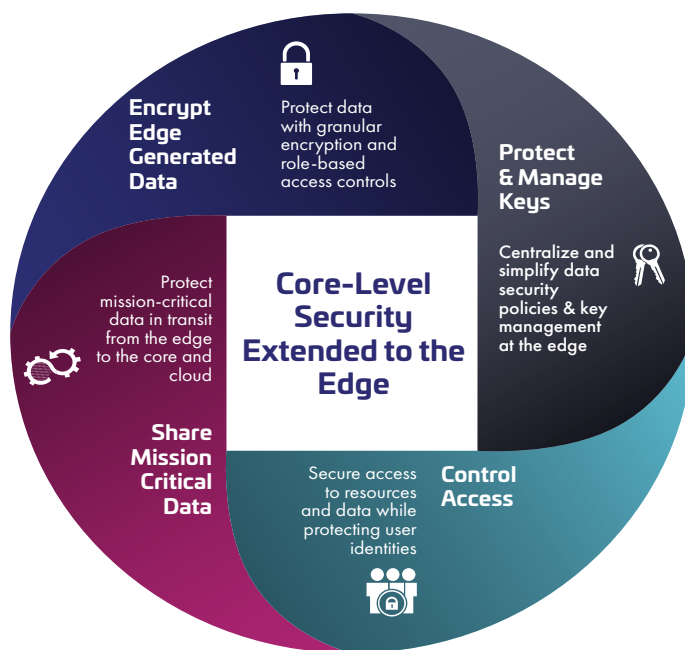 Encrypt
Edge
Generated
Data
Protect data
with granular
encryption and
role-based
access controls
Protect
& Manage
Keys
Centralize and
simplify data
security
policies & key
management
at the edge
Core-Level
Security
Extended to the
Edge
Protect
mission-critical
data in transit
from the edge
to the core and
cloud
Share
Mission
Critical
Data
Secure access
to resources
and data while
protecting user
identities
Control
Access